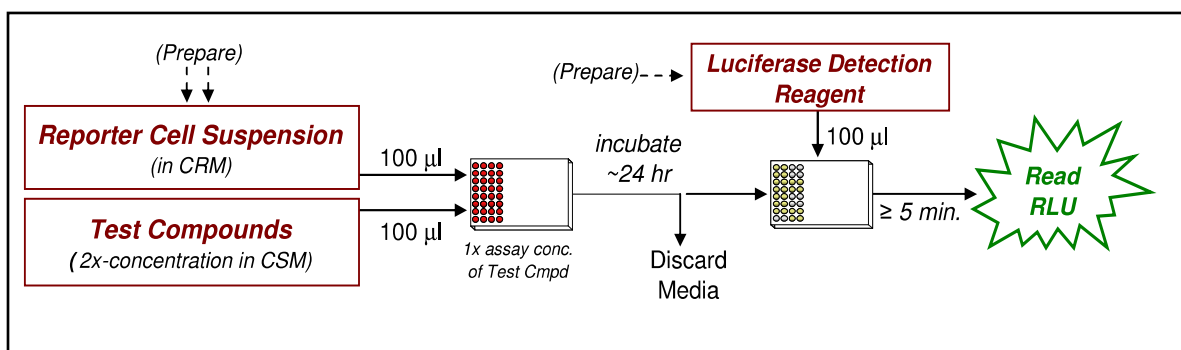 (Prepare)
Reporter Cell Suspension
(in CRM)
100 µl
Test Compounds
( 2x-concentration in CSM)
100 µl
1x assay conc.
of Test Cmpd
incubate
~24 hr
Discard
Media
(Prepare)
Luciferase Detection
Reagent
100 µl
≥ 5 min.
Read
RLU